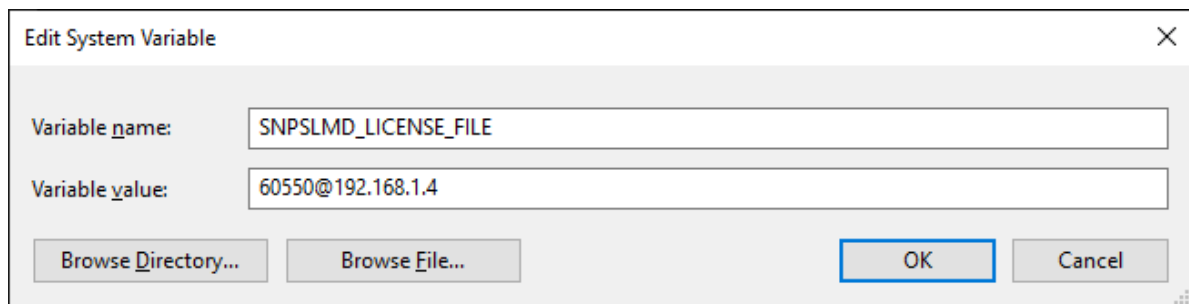 Edit System Variable
Variable name: SNPSLMD_LICENSE_FILE
Variable value: 60550@192.168.1.4
Browse Directory... Browse File... OK Cancel